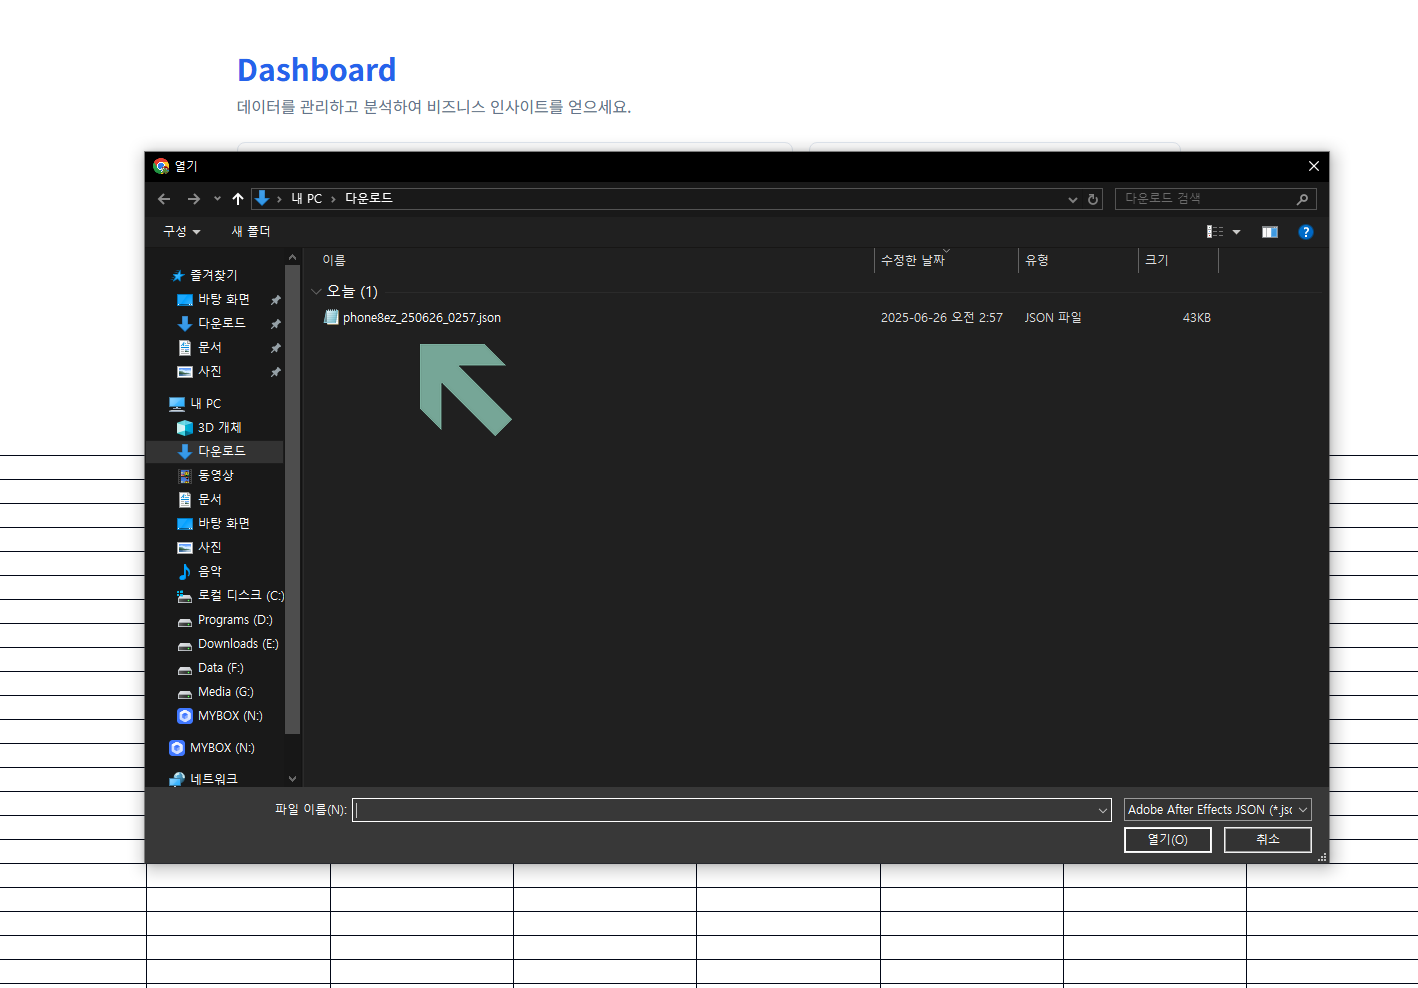 Dashboard
데이터를 관리하고 분석하여 비즈니스 인사이트를 얻으세요.
열기
내 PC > 다운로드
다운로드 검색
구성
새 폴더
이름
수정한 날짜
유형
크기
오늘 (1)
phone8ez_250626_0257.json
2025-06-26 오전 2:57
JSON 파일
43KB
즐겨찾기
바탕 화면
다운로드
문서
사진
내 PC
3D 개체
다운로드
동영상
문서
바탕 화면
사진
음악
로컬 디스크 (C:)
Programs (D:)
Downloads (E:)
Data (F:)
Media (G:)
MYBOX (N:)
MYBOX (N:)
네트워크
파일 이름(N):
Adobe After Effects JSON (*.jsc
열기(O)
취소